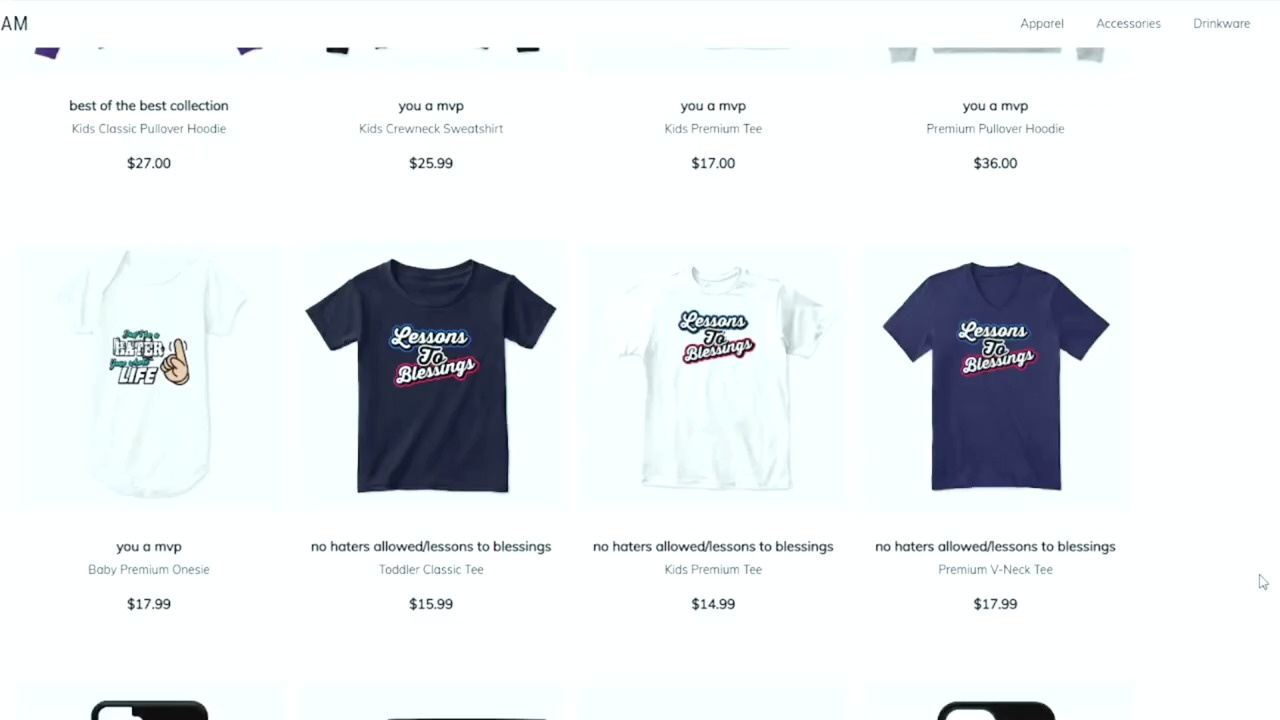 AM
Apparel Accessories Drinkware
best of the best collection
Kids Classic Pullover Hoodie
$27.00
you a mvp
Kids Crewneck Sweatshirt
$25.99
you a mvp
Kids Premium Tee
$17.00
you a mvp
Premium Pullover Hoodie
$36.00
HATER
LIFE
Lessons
To
Blessings
Lessons
To
Blessings
Lessons
To
Blessings
you a mvp
Baby Premium Onesie
$17.99
no haters allowed/lessons to blessings
Toddler Classic Tee
$15.99
no haters allowed/lessons to blessings
Kids Premium Tee
$14.99
no haters allowed/lessons to blessings
Premium V-Neck Tee
$17.99